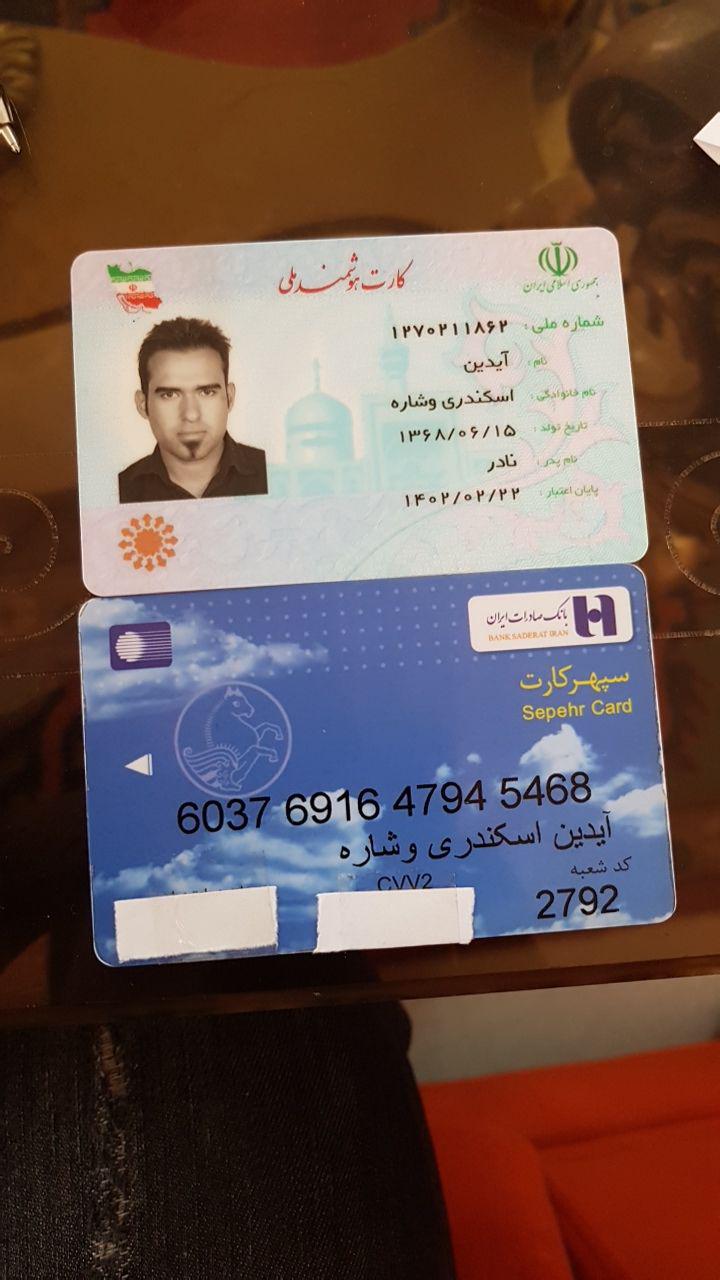 کارت هوشمند ملی
جمهوری اسلامی ایران
شماره ملی: ۱۲۷۰۲۱۱۸۶۲
نام: آیدین
نام خانوادگی: اسکندری وشاره
تاریخ تولد: ۱۳۶۸/۰۶/۱۵
نام پدر: نادر
پایان اعتبار: ۱۴۰۲/۰۲/۲۲
بانک صادرات ایران
BANK SADERAT IRAN
سپهرکارت
Sepehr Card
6037 6916 4794 5468
آیدین اسکندری وشاره
کد شعبه
CVV2
2792